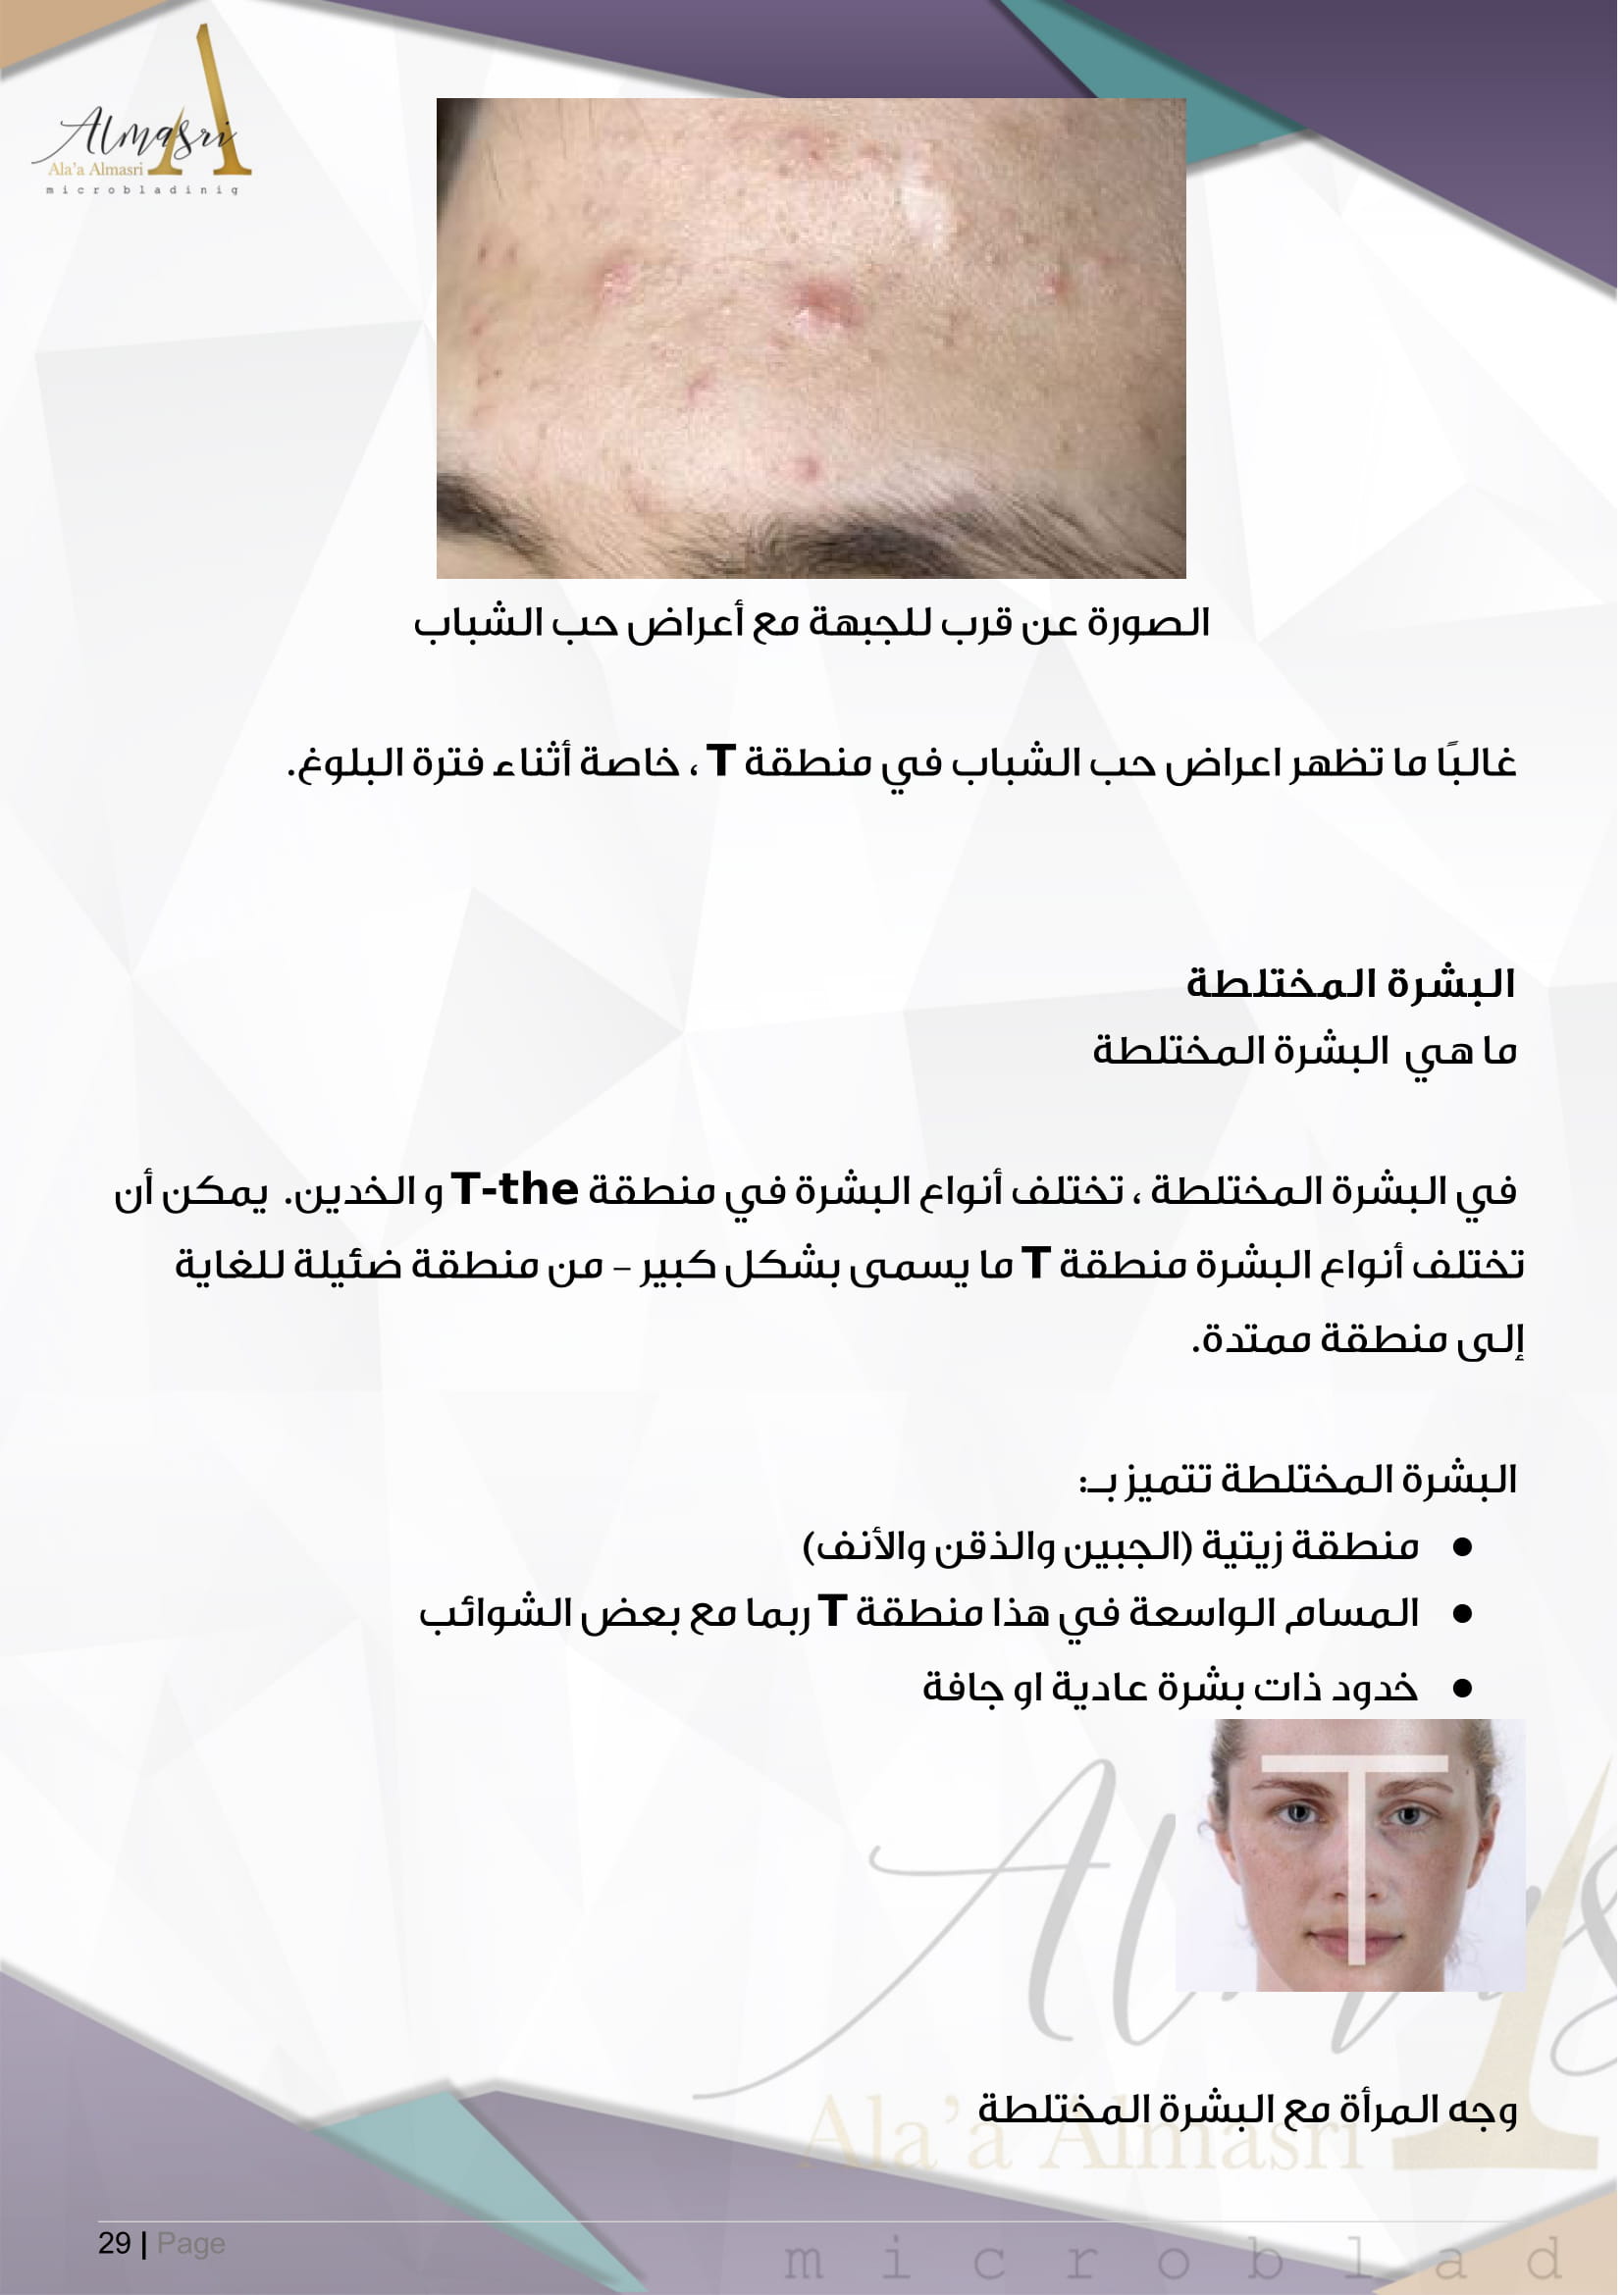 Almasri
Ala'a Almasri
microbladinig
الصورة عن قرب للجبهة مع أعراض حب الشباب
غالبًا ما تظهر اعراض حب الشباب في منطقة T ، خاصة أثناء فترة البلوغ.
البشرة المختلطة
ما هي البشرة المختلطة
في البشرة المختلطة ، تختلف أنواع البشرة في منطقة T-the و الخدين. يمكن أن
تختلف أنواع البشرة منطقة T ما يسمى بشكل كبير – من منطقة ضئيلة للغاية
إلى منطقة ممتدة.
البشرة المختلطة تتميز بـ:
● منطقة زيتية (الجبين والذقن والأنف)
● المسام الواسعة في هذا منطقة T ربما مع بعض الشوائب
● خدود ذات بشرة عادية او جافة
T
وجه المرأة مع البشرة المختلطة
Ala'a Almasri
29 | Page
microblad